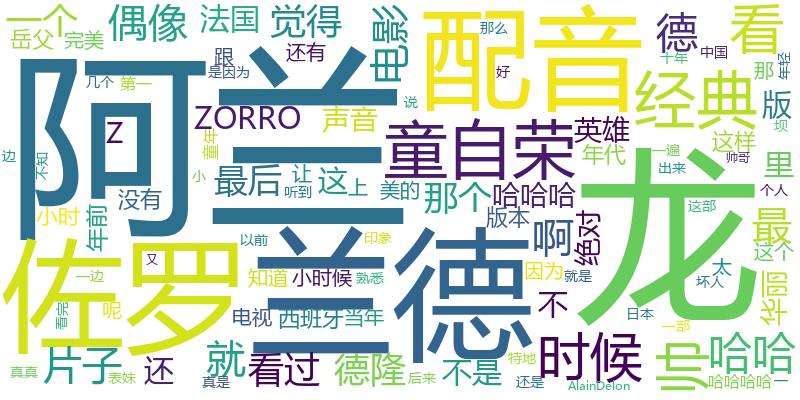 一个
偶像
法国
觉得
电影
配音
德
看
岳父
完美
跟
还有
是因为
那么
好
十年
中国
那
年轻
几个
第一
阿兰
兰
ZORRO
Z
声音
说
童自荣
英雄
年代
经典
版
坝
这样
边
不知
童年
没有
最后
让
这
上
美的
那个
哈哈哈
一遍
出来
帅哥
里
小
听到
版本
啊
绝对
龙
个人
这部
最
小时
年前
以前
印象
佐罗
德
一边
又
知道
小时候
熟悉
因为
就是
不
太
坏人
这个
华丽
看完
呢
电视
西班牙
当年
时候
日本
一部
帅
哈哈
片子
还
就
看过
德隆
不是
特地
真真
表妹
真是
后来
还是
AlainDelon
哈哈哈哈
一